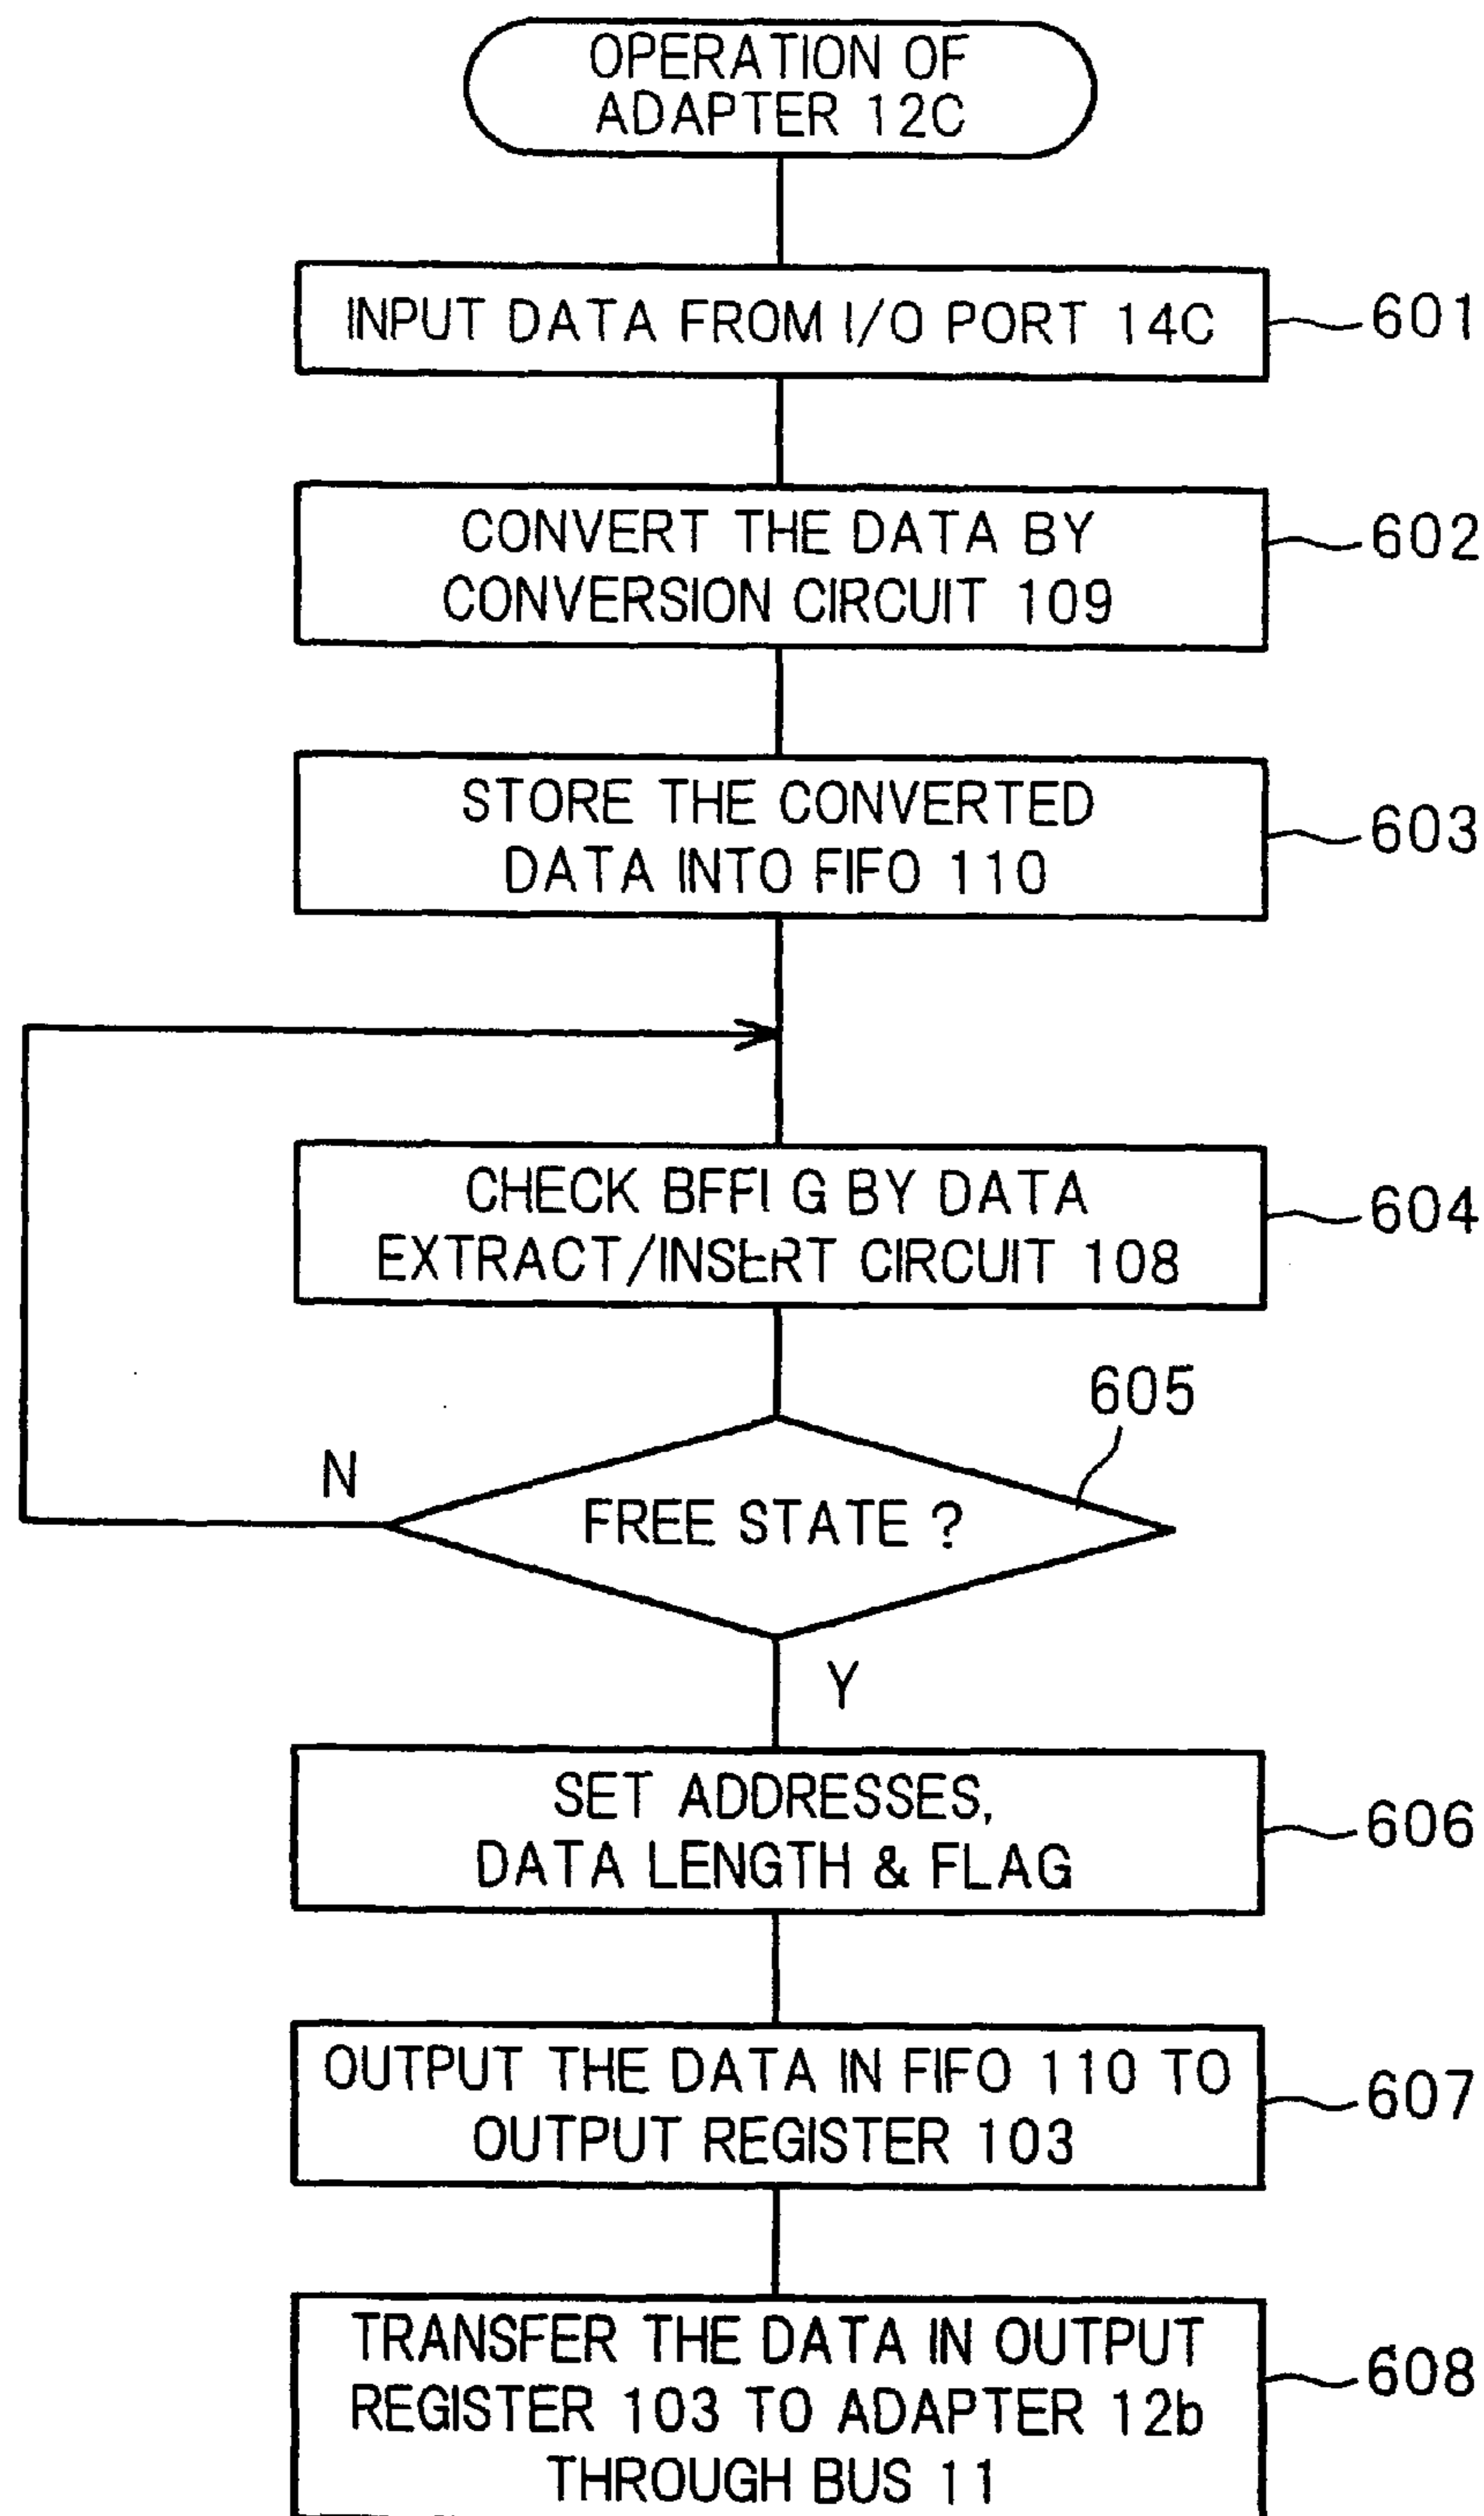 OPERATION OF
ADAPTER 12C
INPUT DATA FROM I/O PORT 14C
601
CONVERT THE DATA BY
CONVERSION CIRCUIT 109
602
STORE THE CONVERTED
DATA INTO FIFO 110
603
CHECK BY DATA
EXTRACT/INSERT CIRCUIT 108
604
605
N
FREE STATE ?
Y
SET ADDRESSES,
DATA LENGTH & FLAG
606
OUTPUT THE DATA IN FIFO 110 TO
OUTPUT REGISTER 103
607
TRANSFER THE DATA IN OUTPUT
REGISTER 103 TO ADAPTER 12b
THROUGH BUS 11
608